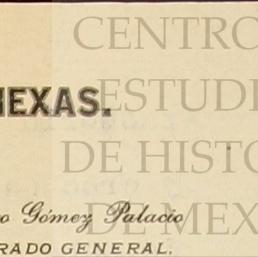 CENTRO
ESTUDI
NEXAS.
DE HISTO
o Gómez Palacio
DE MEX
RADO GENERAL.